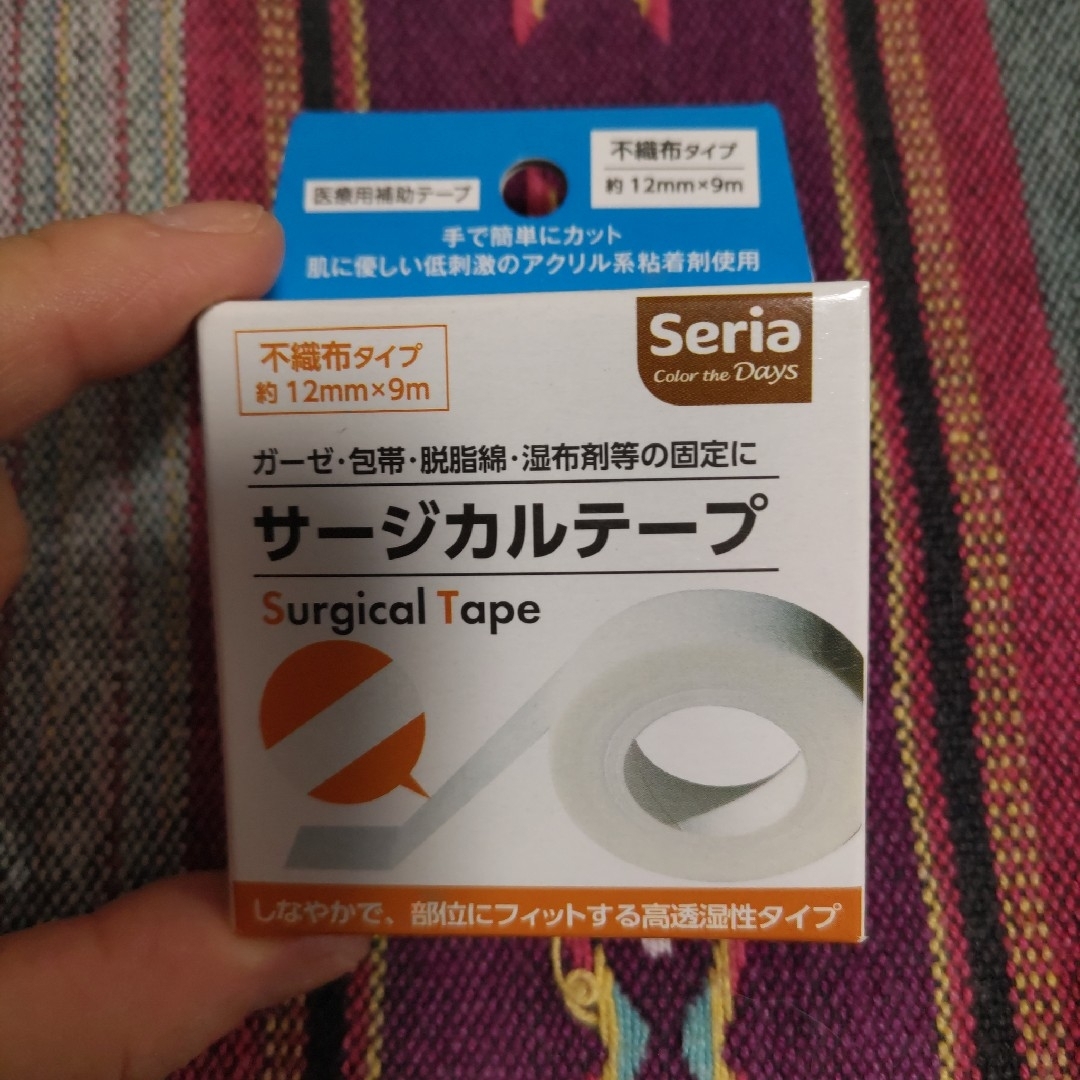 不織布タイプ
約 12mm×9m
医療用補助テープ
手で簡単にカット
肌に優しい低刺激のアクリル系粘着剤使用
Seria
Color the Days
不織布タイプ
約 12mm×9m
ガーゼ・包帯・脱脂綿・湿布剤等の固定に
サージカルテープ
Surgical Tape
しなやかで、部位にフィットする高透湿性タイプ